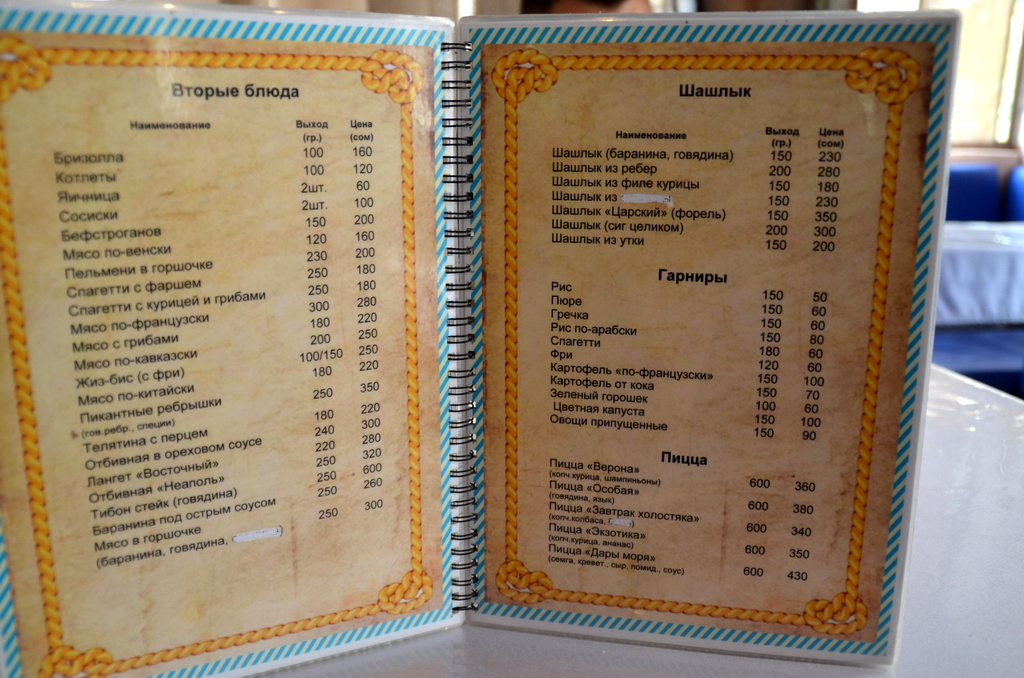 Вторые блюда
Наименование Выход (гр.) Цена (сом)
Бризолла 100 160
Котлеты 100 120
Яичница 2шт. 60
Сосиски 2шт. 100
Бефстроганов 150 200
Мясо по-венски 120 160
Пельмени в горшочке 230 200
Спагетти с фаршем 250 180
Спагетти с курицей и грибами 250 180
Мясо по-французски 300 280
Мясо с грибами 180 220
Мясо по-кавказски 200 250
Жиз-бис (с фри) 100/150 250
Мясо по-китайски 180 220
Пикантные ребрышки 250 350
(гов.ребр., специи)
Телятина с перцем 180 220
Отбивная в ореховом соусе 240 300
Лангет «Восточный» 220 280
Отбивная «Неаполь» 250 320
Тибон стейк (говядина) 250 600
Баранина под острым соусом 250 260
Мясо в горшочке 250 300
(баранина, говядина, )
Шашлык
Наименование Выход (гр.) Цена (сом)
Шашлык (баранина, говядина) 150 230
Шашлык из ребер 200 280
Шашлык из филе курицы 150 180
Шашлык из 150 230
Шашлык «Царский» (форель) 150 350
Шашлык (сиг целиком) 200 300
Шашлык из утки 150 200
Гарниры
Рис 150 50
Пюре 150 60
Гречка 150 60
Рис по-арабски 150 80
Спагетти 180 60
Фри 120 60
Картофель «по-французски» 150 100
Картофель от кока 150 70
Зеленый горошек 100 60
Цветная капуста 150 100
Овощи припущенные 150 90
Пицца
Пицца «Верона» 600 360
(копч.курица, шампиньоны)
Пицца «Особая» 600 380
(говядина, язык)
Пицца «Завтрак холостяка» 600 340
(копч.колбаса, )
Пицца «Экзотика» 600 350
(копч.курица, ананас)
Пицца «Дары моря» 600 430
(семга, кревет., сыр, помид., соус)